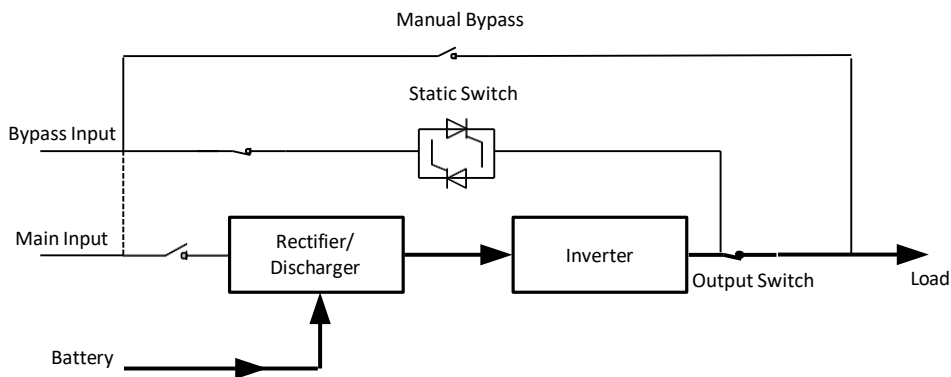 Manual Bypass
Static Switch
Bypass Input
Main Input
Rectifier/
Discharger
Inverter
Output Switch
Load
Battery